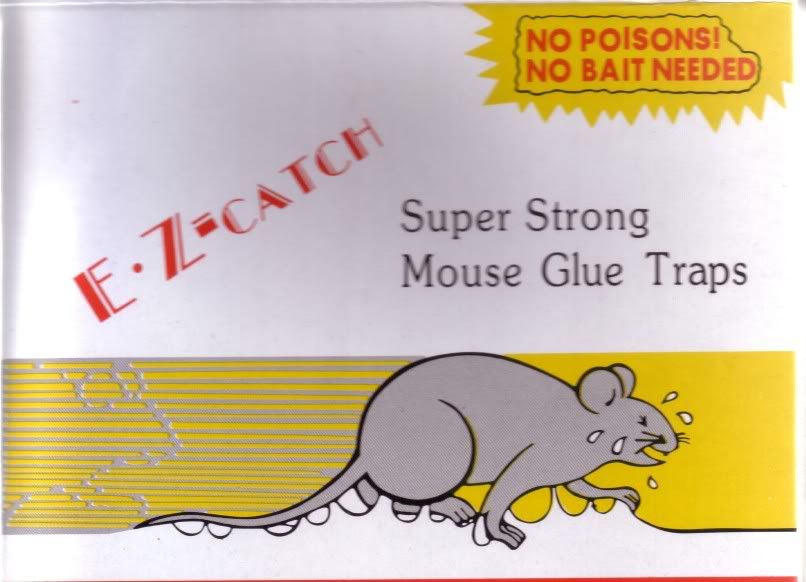 NO POISONS!
NO BAIT NEEDED
E·Z-CATCH
Super Strong
Mouse Glue Traps